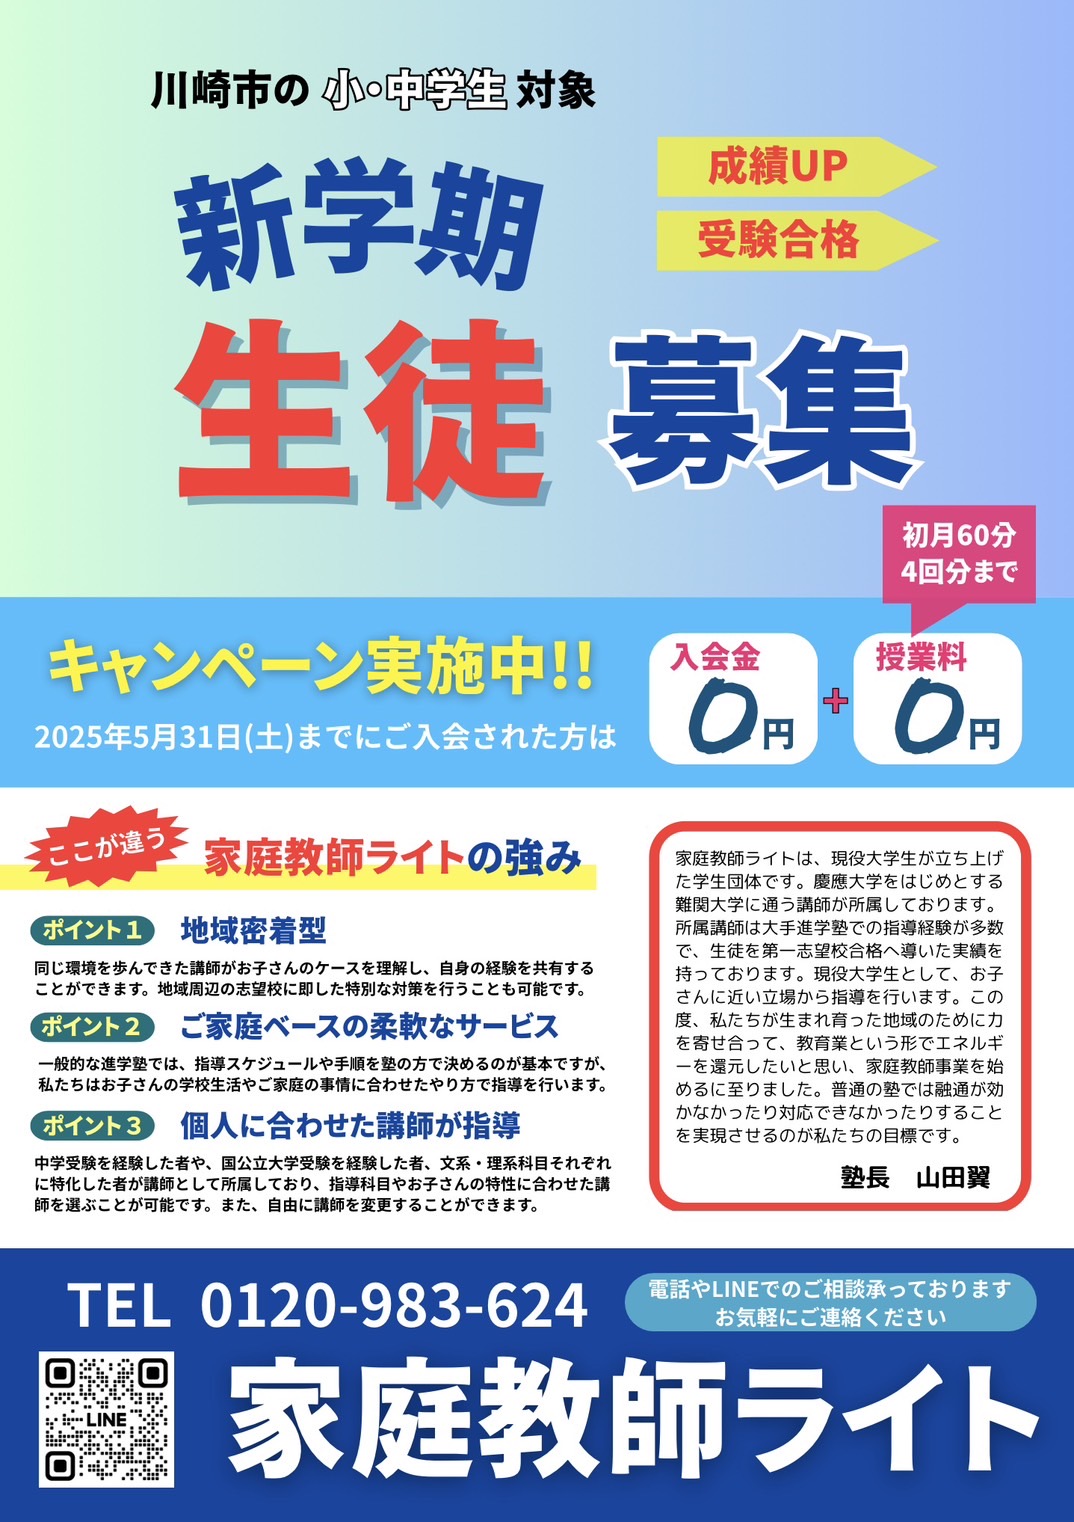 川崎市の 小・中学生 対象
新学期
成績UP
受験合格
生徒募集
初月60分
4回分まで
キャンペーン実施中!!
2025年5月31日(土)までにご入会された方は
入会金
0円
+
授業料
0円
ここが違う
家庭教師ライトの強み
ポイント1 地域密着型
同じ環境を歩んできた講師がお子さんのケースを理解し、自身の経験を共有する
ことができます。地域周辺の志望校に即した特別な対策を行うことも可能です。
ポイント2 ご家庭ベースの柔軟なサービス
一般的な進学塾では、指導スケジュールや手順を塾の方で決めるのが基本ですが、
私たちはお子さんの学校生活やご家庭の事情に合わせたやり方で指導を行います。
ポイント3 個人に合わせた講師が指導
中学受験を経験した者や、国公立大学受験を経験した者、文系・理系科目それぞれ
に特化した者が講師として所属しており、指導科目やお子さんの特性に合わせた講
師を選ぶことが可能です。また、自由に講師を変更することができます。
家庭教師ライトは、現役大学生が立ち上げ
た学生団体です。慶應大学をはじめとする
難関大学に通う講師が所属しております。
所属講師は大手進学塾での指導経験が多数
で、生徒を第一志望校合格へ導いた実績を
持っております。現役大学生として、お子
さんに近い立場から指導を行います。この
度、私たちが生まれ育った地域のために力
を寄せ合って、教育業という形でエネルギ
ーを還元したいと思い、家庭教師事業を始
めるに至りました。普通の塾では融通が効
かなかったり対応できなかったりすること
を実現させるのが私たちの目標です。
塾長 山田翼
TEL 0120-983-624
電話やLINEでのご相談承っております
お気軽にご連絡ください
LINE
家庭教師ライト